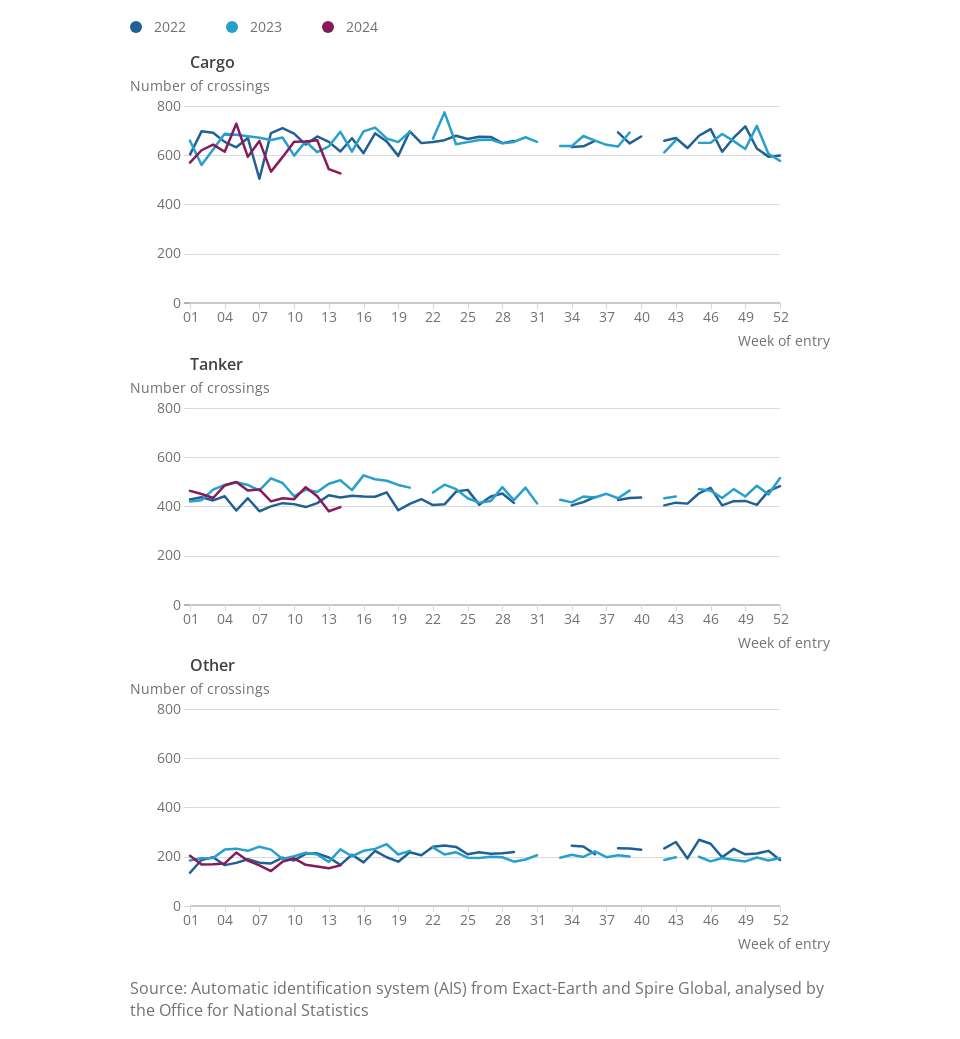 2022 2023 2024
Cargo
Number of crossings
800
600
400
200
0
01 04 07 10 13 16 19 22 25 28 31 34 37 40 43 46 49 52
Week of entry
Tanker
Number of crossings
800
600
400
200
0
01 04 07 10 13 16 19 22 25 28 31 34 37 40 43 46 49 52
Week of entry
Other
Number of crossings
800
600
400
200
0
01 04 07 10 13 16 19 22 25 28 31 34 37 40 43 46 49 52
Week of entry
Source: Automatic identification system (AIS) from Exact-Earth and Spire Global, analysed by
the Office for National Statistics